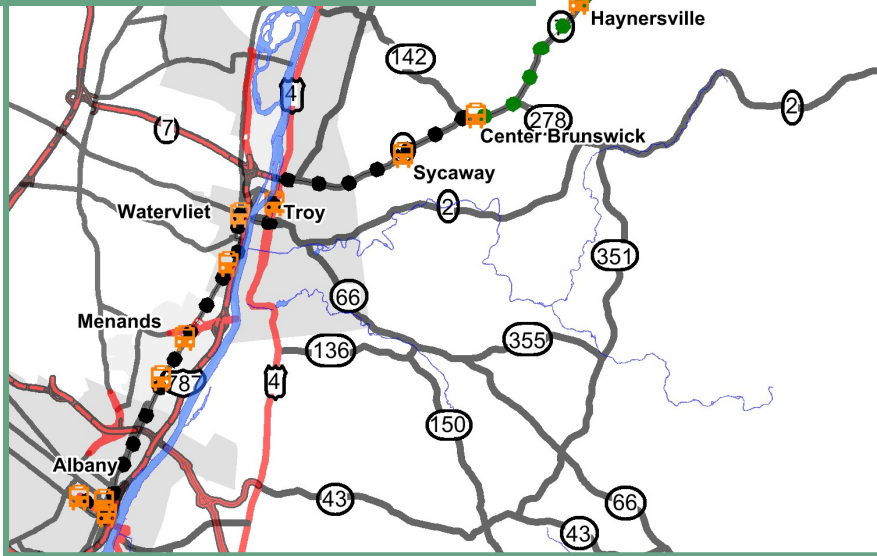 Haynersville
142
4
2
7
278
Center Brunswick
Sycaway
Watervliet
Troy
2
351
66
Menands
355
136
787
4
150
Albany
43
66
43